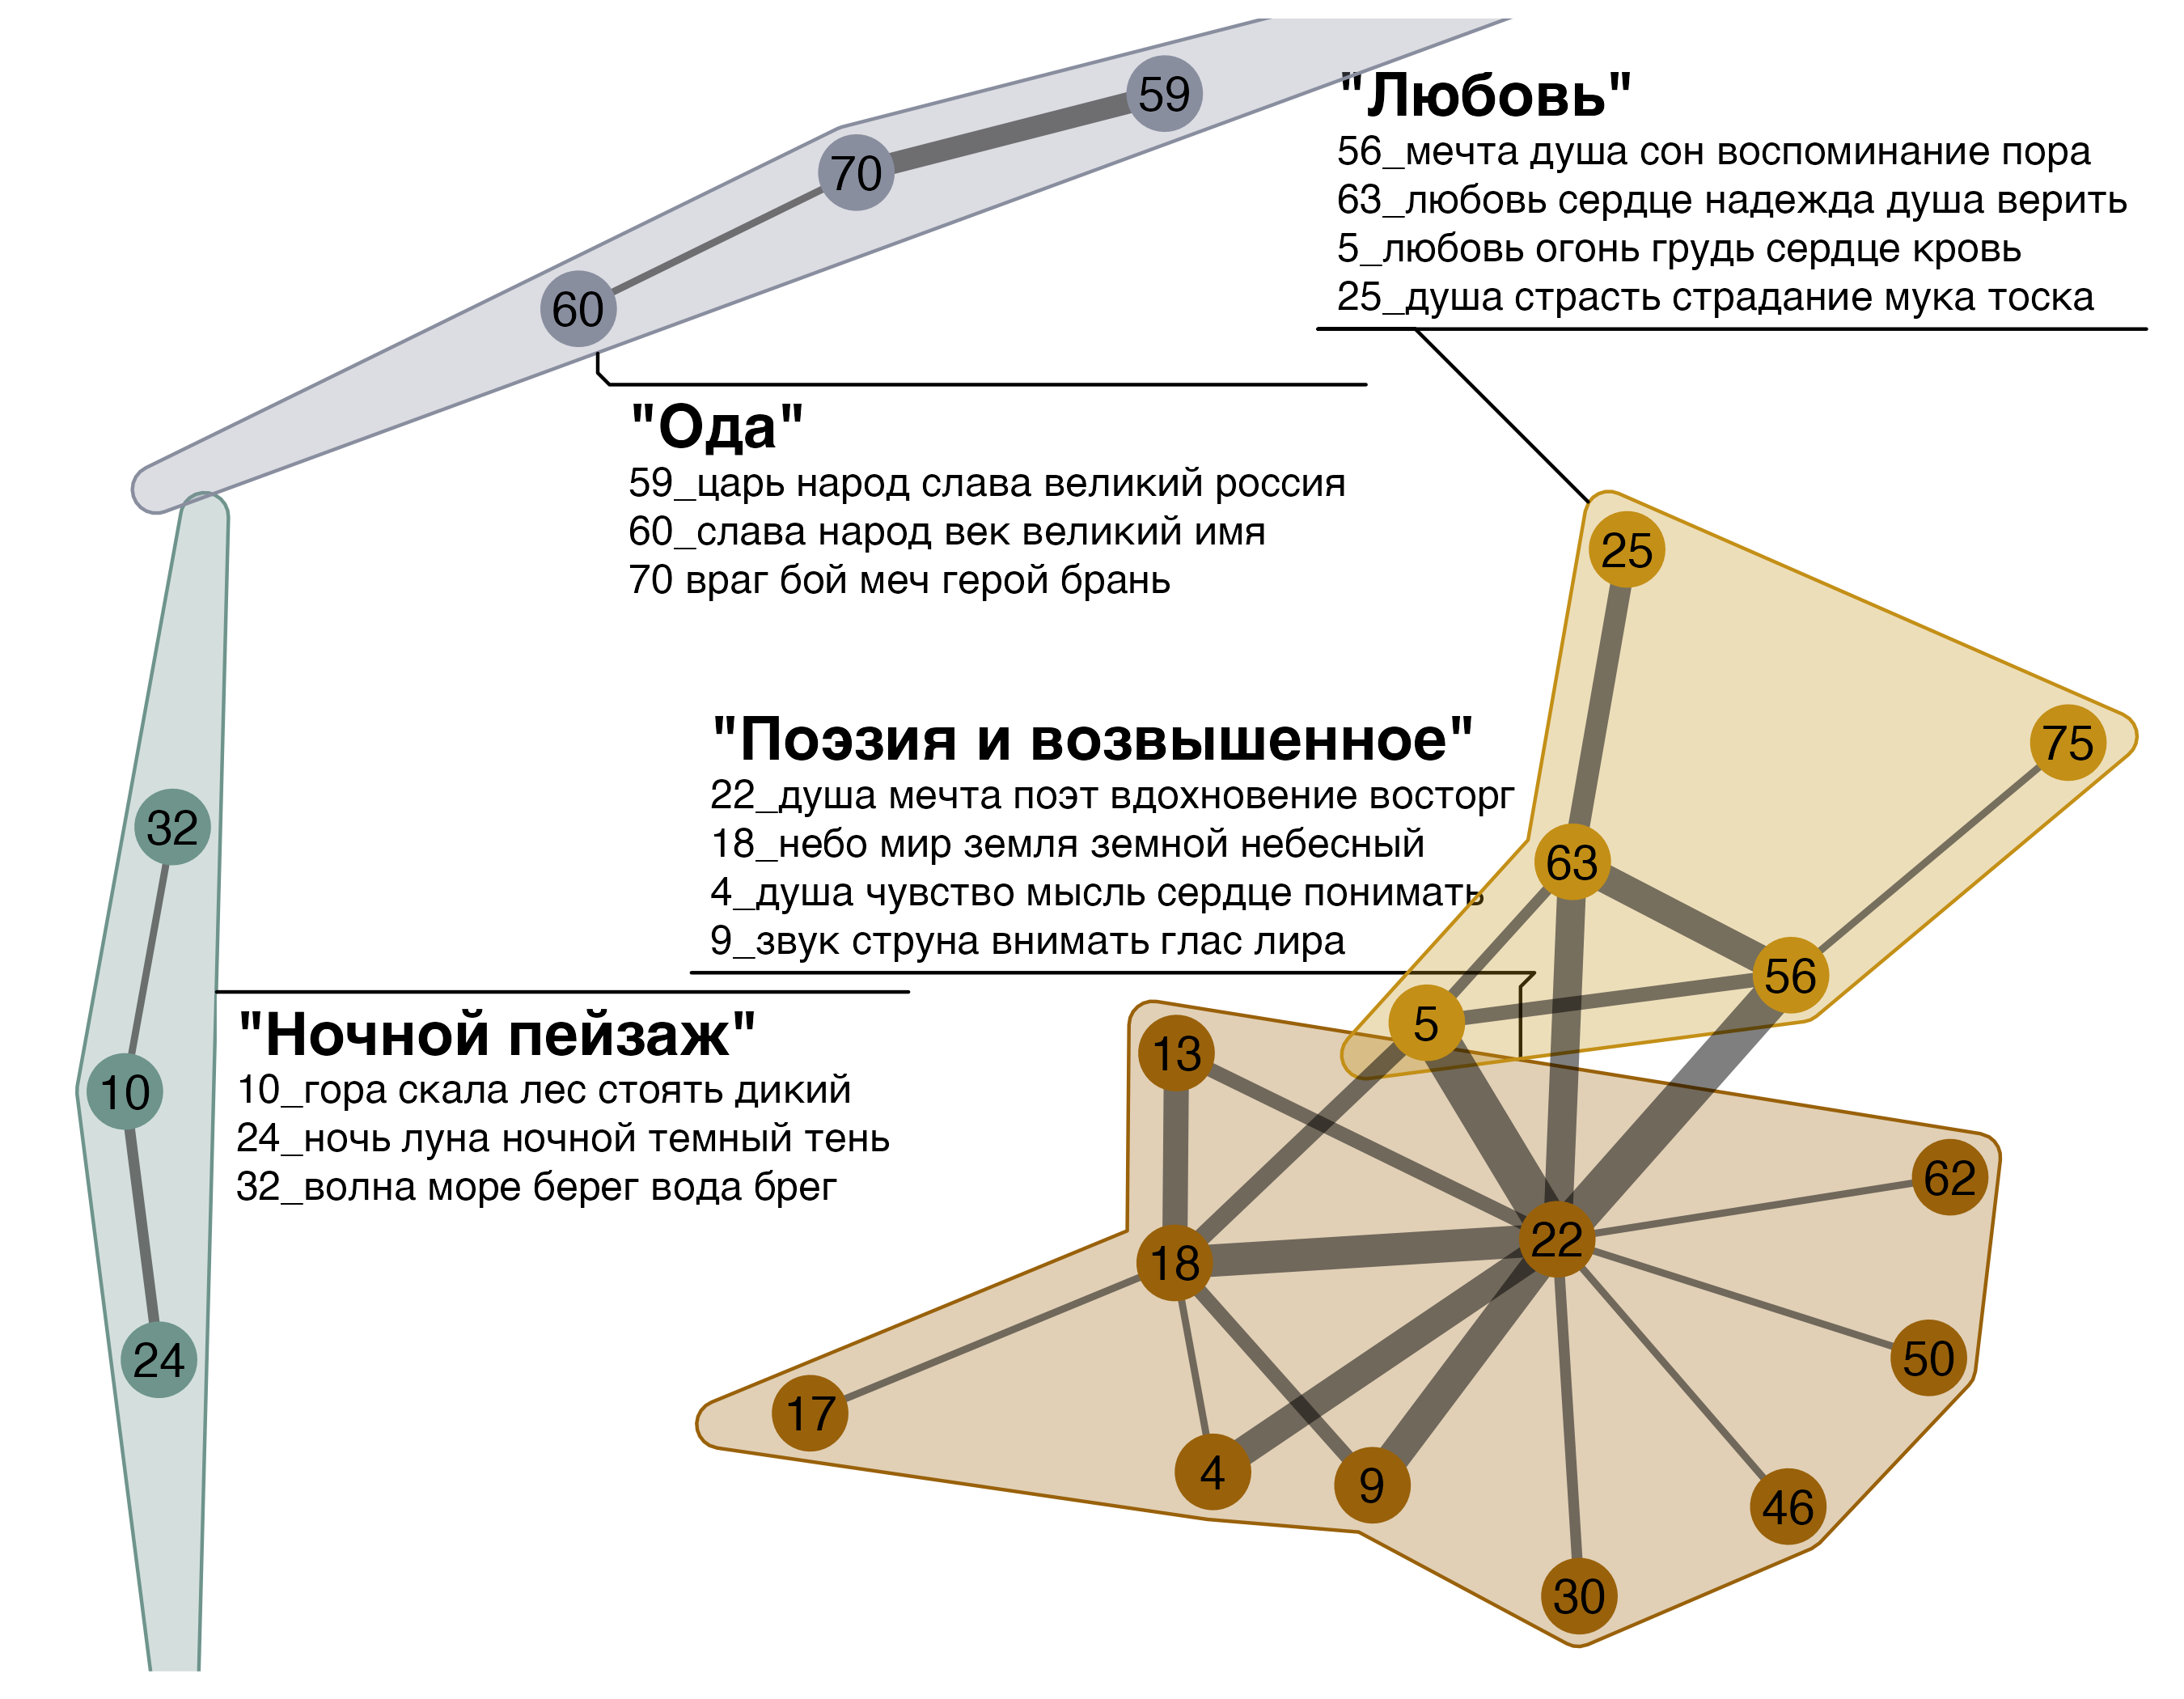 59
70
60
"Любовь"
56_мечта душа сон воспоминание пора
63_любовь сердце надежда душа верить
5_любовь огонь грудь сердце кровь
25_душа страсть страдание мука тоска
"Ода"
59_царь народ слава великий россия
60_слава народ век великий имя
70 враг бой меч герой брань
25
75
63
56
5
"Поэзия и возвышенное"
22_душа мечта поэт вдохновение восторг
18_небо мир земля земной небесный
4_душа чувство мысль сердце понимать
9_звук струна внимать глас лира
32
10
24
"Ночной пейзаж"
10_гора скала лес стоять дикий
24_ночь луна ночной темный тень
32_волна море берег вода брег
13
62
22
18
50
17
4
9
46
30